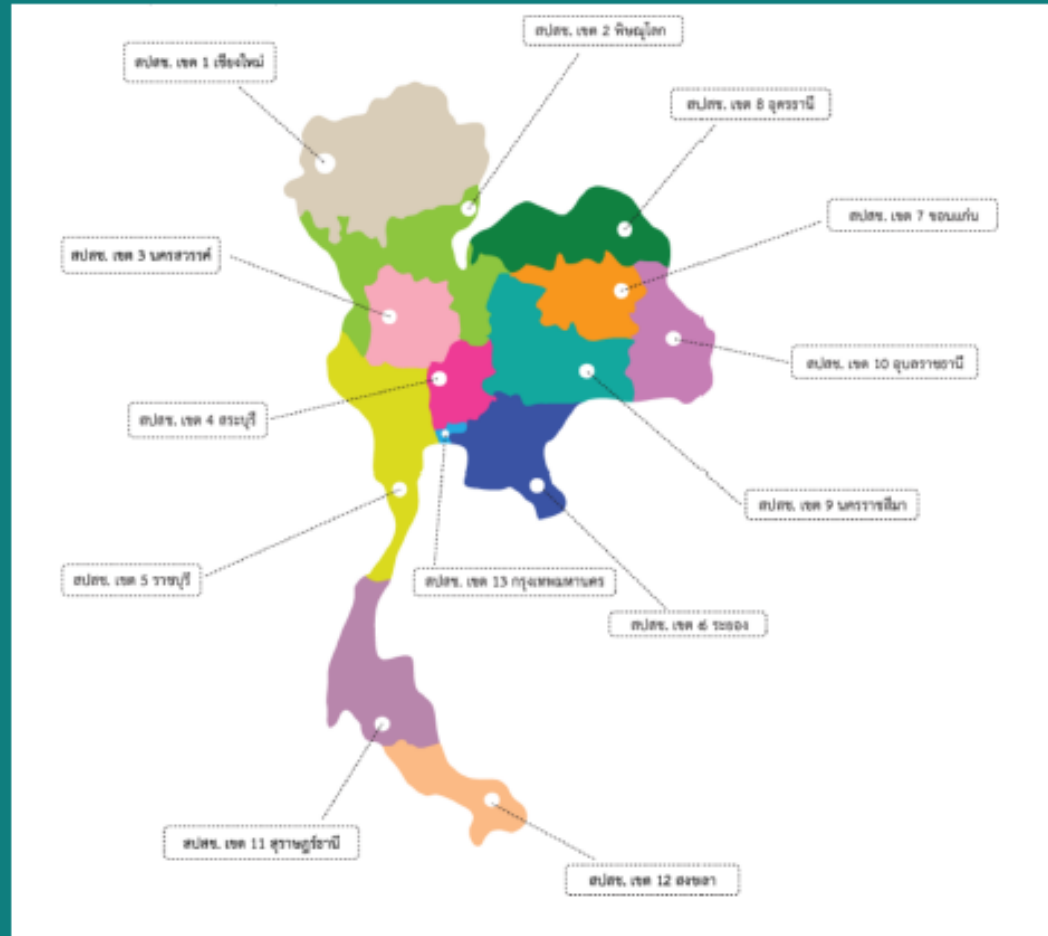 สปสช. เขต 2 พิษณุโลก
สปสช. เขต 1 เชียงใหม่
สปสช. เขต 8 อุดรธานี
สปสช. เขต 7 ขอนแก่น
สปสช. เขต 3 นครสวรรค์
สปสช. เขต 10 อุบลราชธานี
สปสช. เขต 4 สระบุรี
สปสช. เขต 9 นครราชสีมา
สปสช. เขต 5 ราชบุรี
สปสช. เขต 13 กรุงเทพมหานคร
สปสช. เขต ๖ ระยอง
สปสช. เขต 11 สุราษฎร์ธานี
สปสช. เขต 12 สงขลา